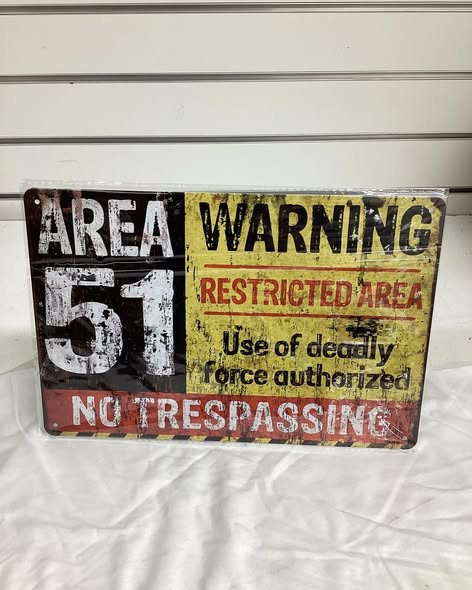 AREA
51
WARNING
RESTRICTED AREA
Use of deadly
force authorized
NO TRESPASSING